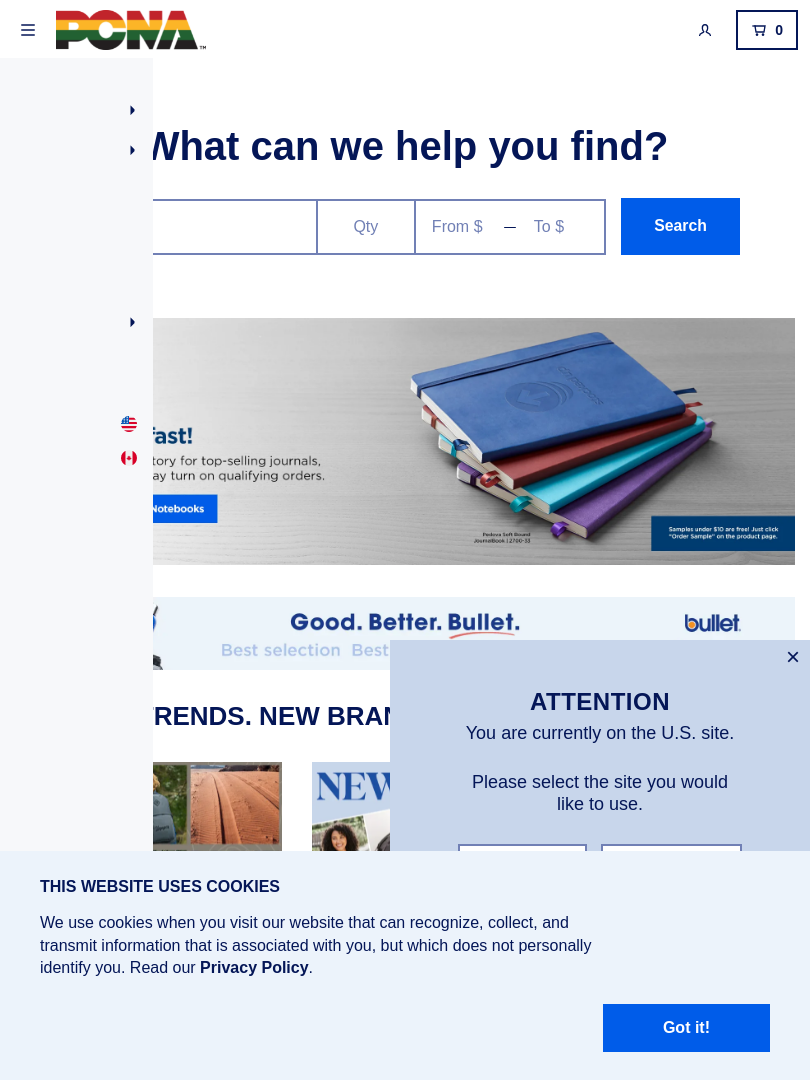 PCNA™
0
What can we help you find?
Qty
From $
—
To $
Search
fast!
tory for top-selling journals,
ay turn on qualifying orders.
Notebooks
Padova Soft Bound
JournalBook | 2700-53
Samples under $10 are free! Just click
"Order Sample" on the product page.
Good. Better. Bullet.
bullet.
Best selection Best
TRENDS. NEW BRAN
NEW
ATTENTION
You are currently on the U.S. site.
Please select the site you would
like to use.
THIS WEBSITE USES COOKIES
We use cookies when you visit our website that can recognize, collect, and
transmit information that is associated with you, but which does not personally
identify you. Read our Privacy Policy.
Got it!